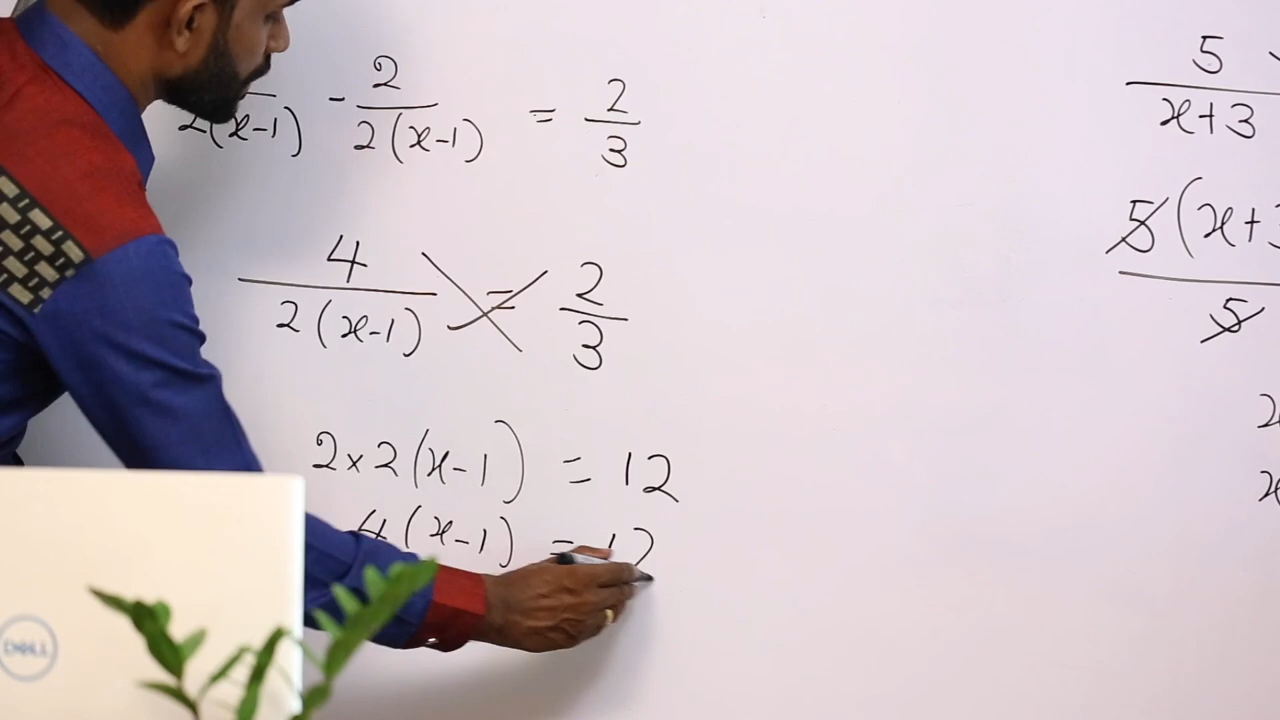 2(x-1) - 2/2(x-1) = 2/3
4/2(x-1) = 2/3
2×2(x-1) = 12
4(x-1) = 12
5
x+3
5(x+3
5
x
x
DELL